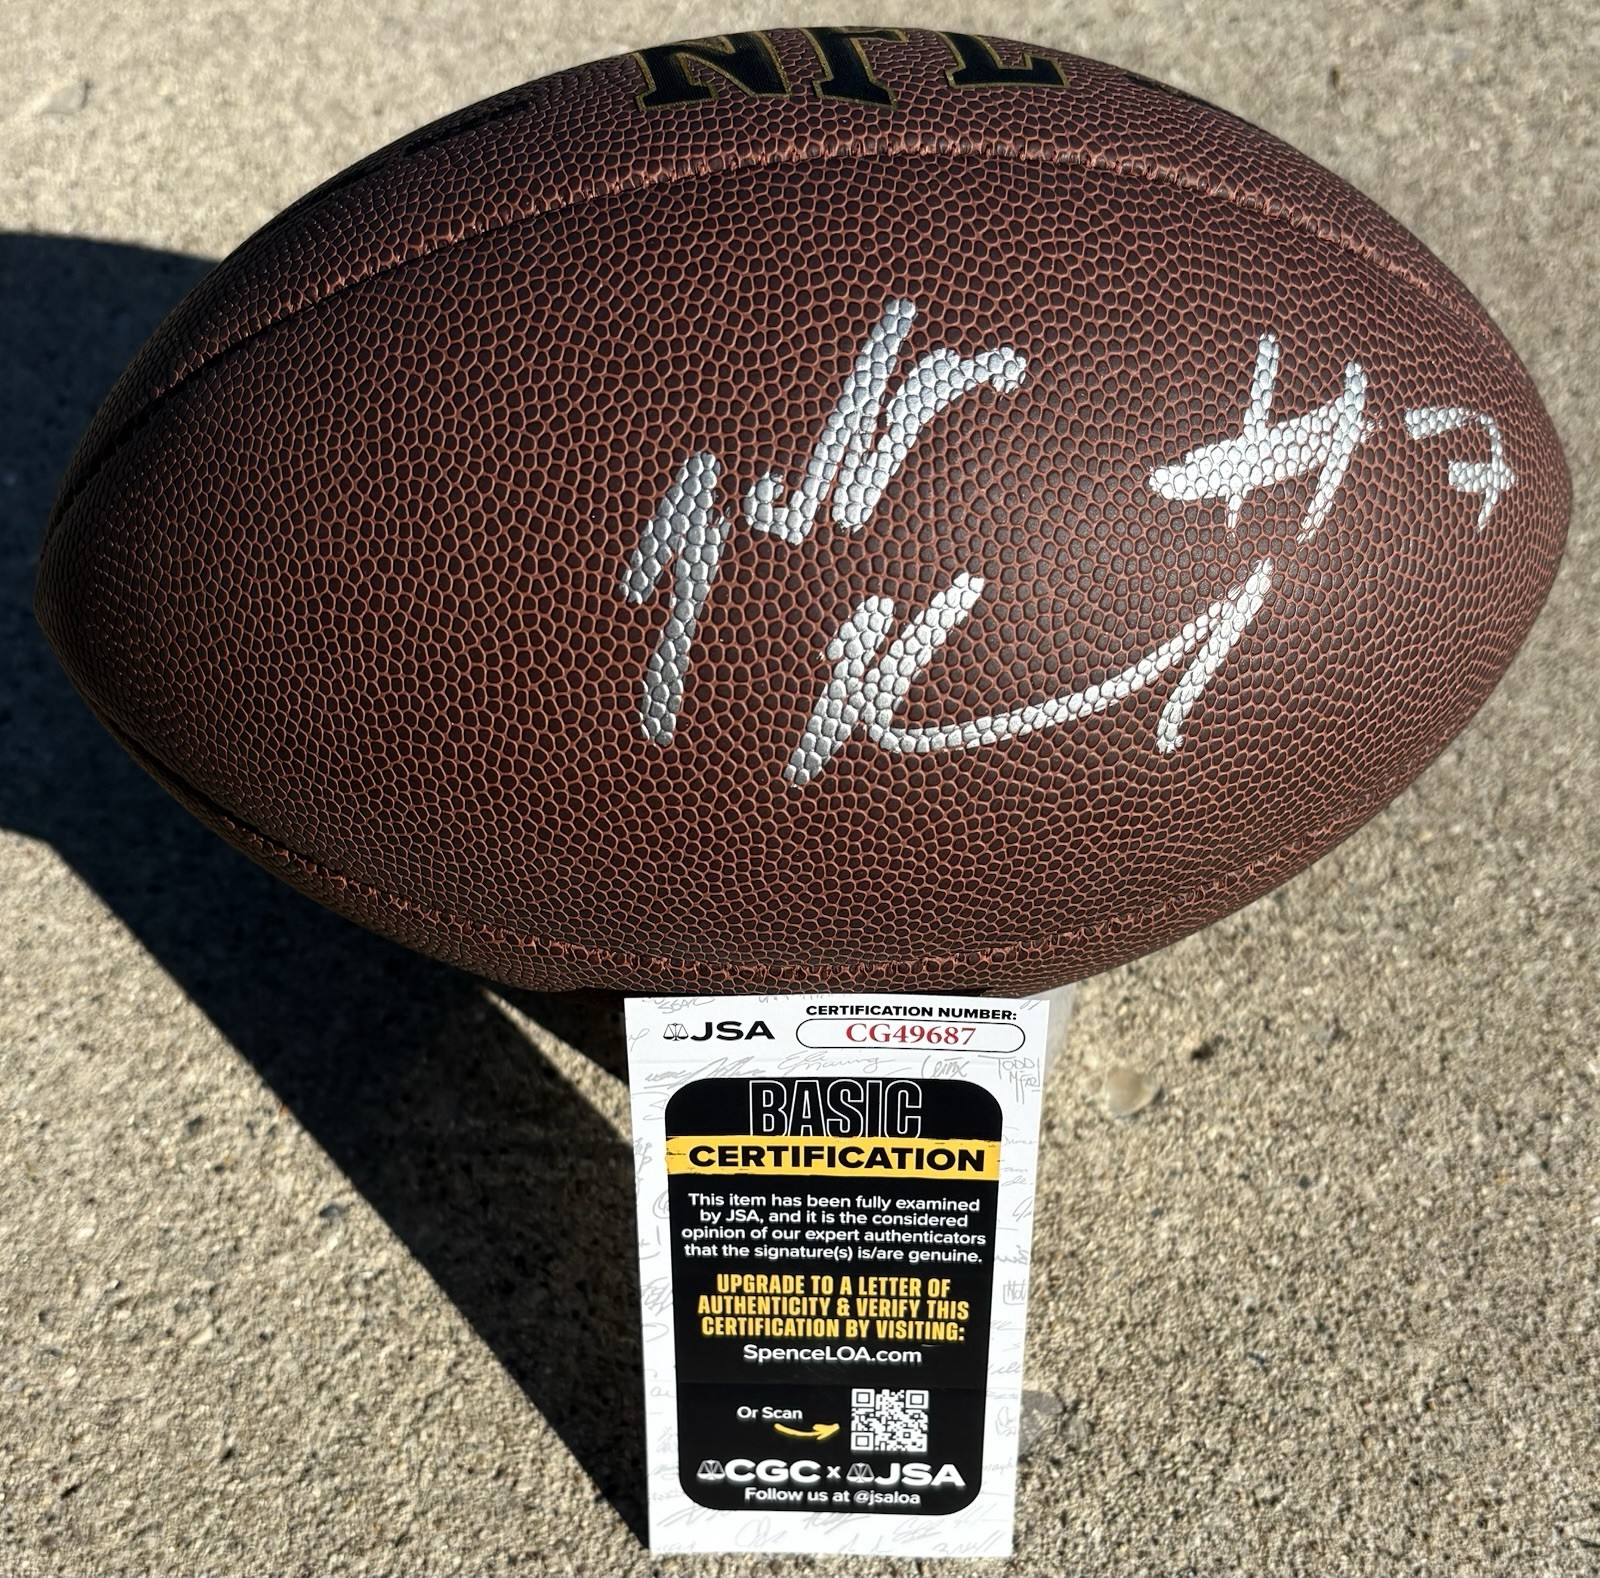 NFL
#7
JSA
CERTIFICATION NUMBER:
CG49687
BASIC
CERTIFICATION
This item has been fully examined
by JSA, and it is the considered
opinion of our expert authenticators
that the signature(s) is/are genuine.
UPGRADE TO A LETTER OF
AUTHENTICITY & VERIFY THIS
CERTIFICATION BY VISITING:
SpenceLOA.com
Or Scan
CGC x JSA
Follow us at @jsaloa